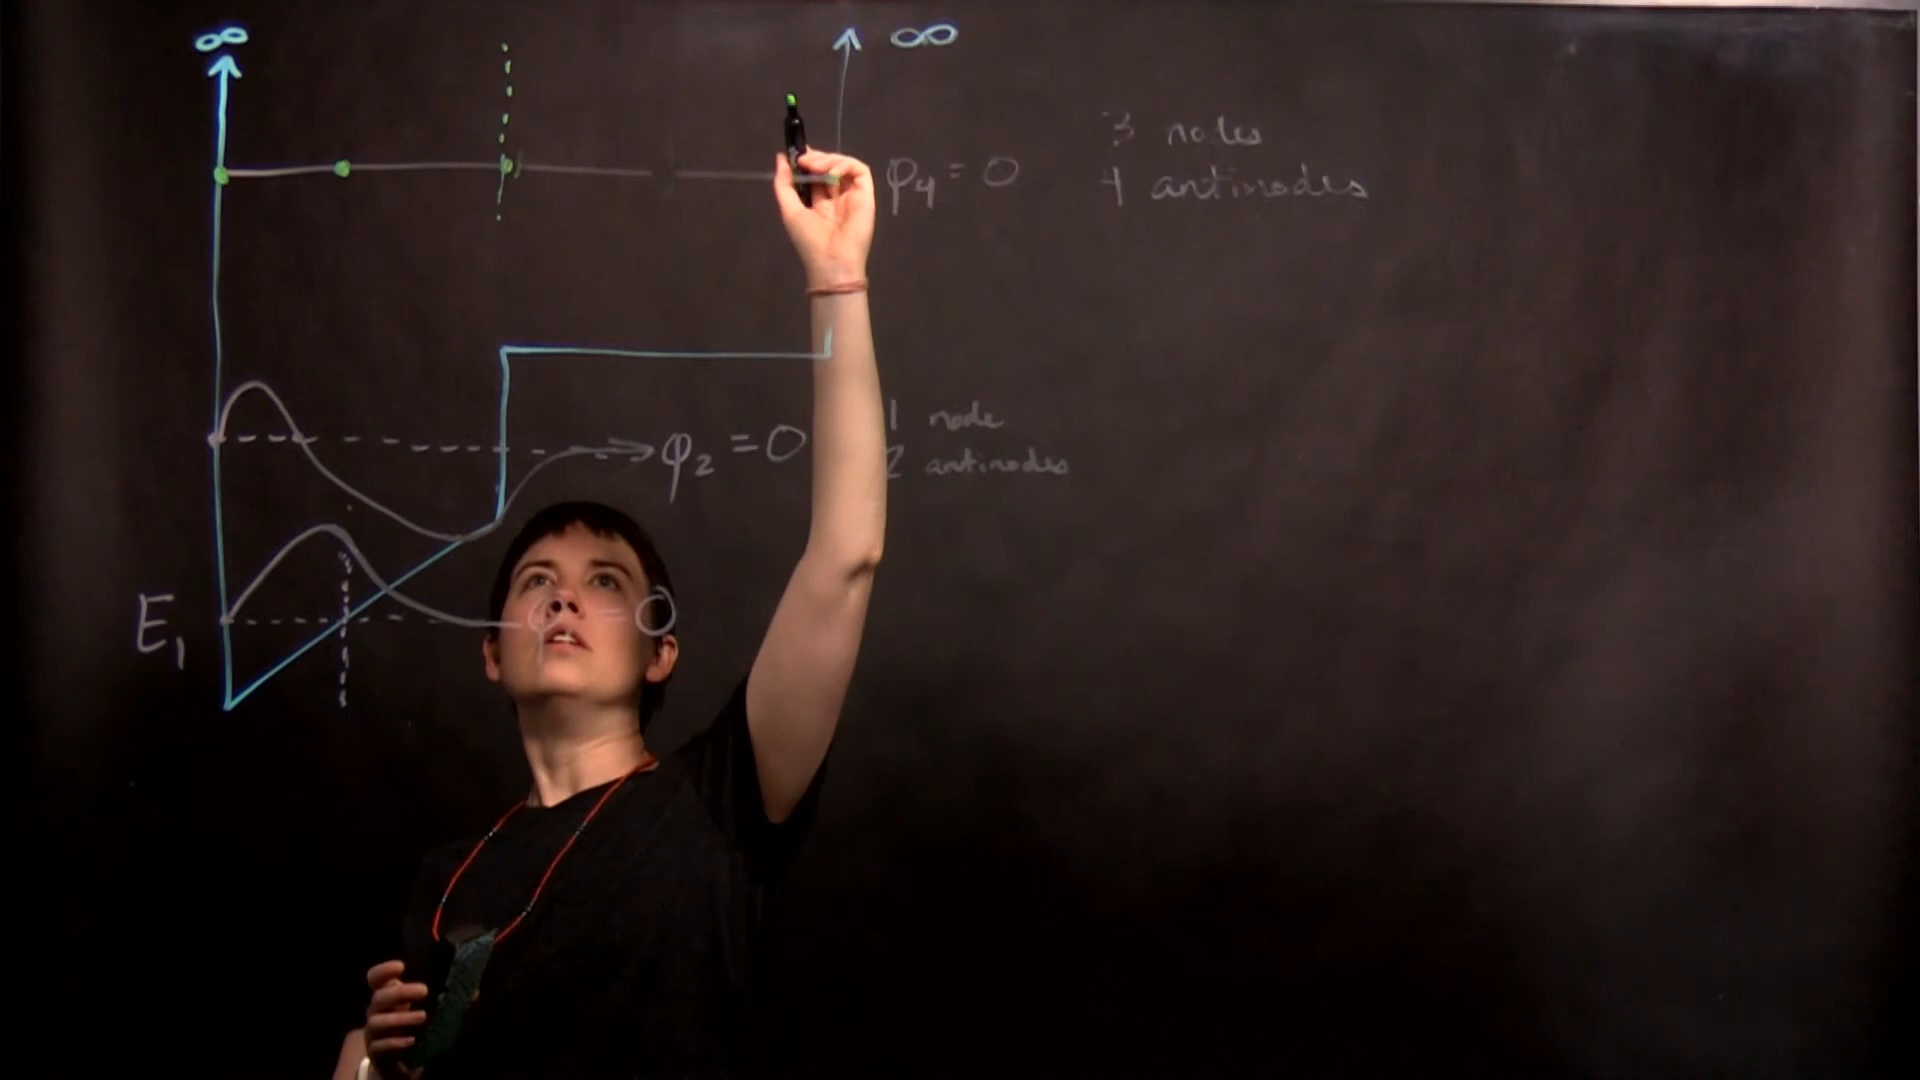 ∞ ∞
3 nodes
φ₄ = 0 4 antinodes
1 node
φ₂ = 0 2 antinodes
E₁ = 0